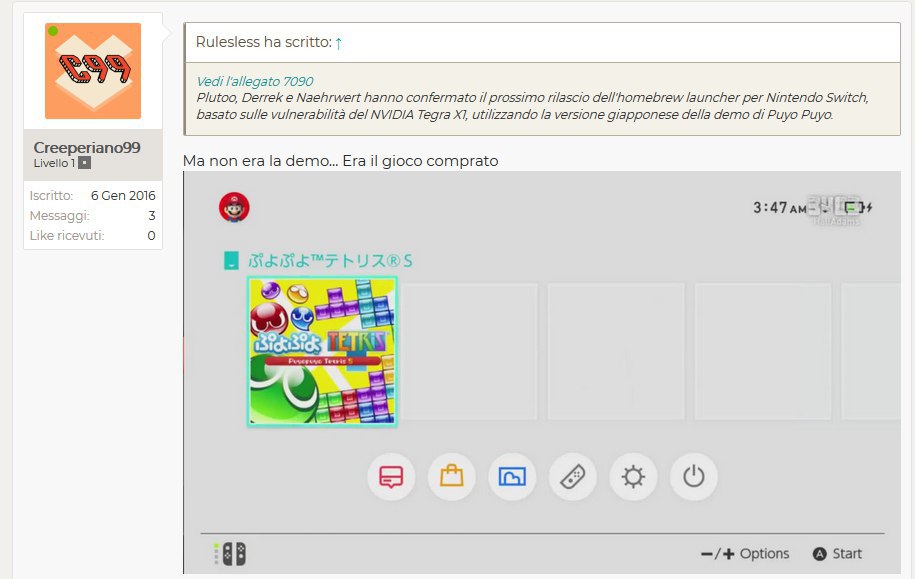 C99
Creeperiano99
Livello 1
Iscritto: 6 Gen 2016
Messaggi: 3
Like ricevuti: 0
Rulesless ha scritto: ↑
Vedi l'allegato 7090
Plutoo, Derrek e Naehrwert hanno confermato il prossimo rilascio dell'homebrew launcher per Nintendo Switch,
basato sulle vulnerabilità del NVIDIA Tegra X1, utilizzando la versione giapponese della demo di Puyo Puyo.
Ma non era la demo... Era il gioco comprato
3:47 AM
ぷよぷよ™テトリス®S
ぷよぷよ TETRIS
Puyopuyo Tetris S
−/+ Options
A Start